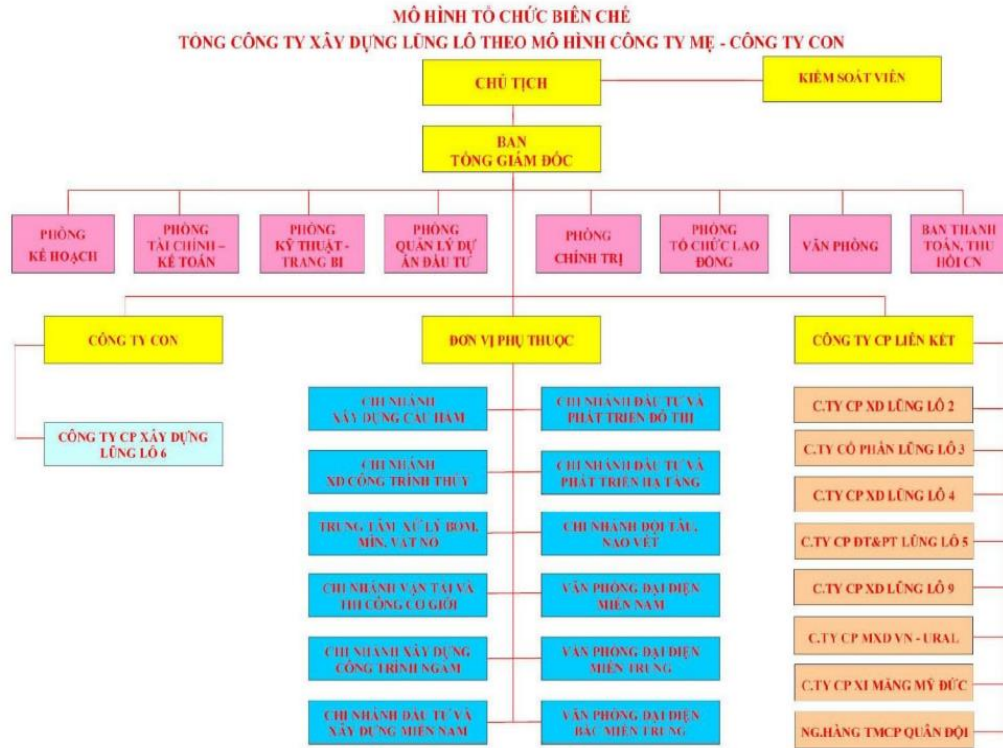 MÔ HÌNH TỔ CHỨC BIÊN CHẾ
TỔNG CÔNG TY XÂY DỰNG LŨNG LÔ THEO MÔ HÌNH CÔNG TY MẸ - CÔNG TY CON
CHỦ TỊCH
KIỂM SOÁT VIÊN
BAN
TỔNG GIÁM ĐỐC
PHÒNG
KẾ HOẠCH
PHÒNG
TÀI CHÍNH –
KẾ TOÁN
PHÒNG
KỸ THUẬT -
TRANG BỊ
PHÒNG
QUẢN LÝ DỰ
ÁN ĐẦU TƯ
PHÒNG
CHÍNH TRỊ
PHÒNG
TỔ CHỨC LAO
ĐỘNG
VĂN PHÒNG
BAN THANH
TOÁN, THU
HỒI CN
CÔNG TY CON
CÔNG TY CP XÂY DỰNG
LŨNG LÔ 6
ĐƠN VỊ PHỤ THUỘC
CHI NHÁNH
XÂY DỰNG CẦU HẦM
CHI NHÁNH ĐẦU TƯ VÀ
PHÁT TRIỂN ĐÔ THỊ
CHI NHÁNH
XD CÔNG TRÌNH THỦY
CHI NHÁNH ĐẦU TƯ VÀ
PHÁT TRIỂN HẠ TẦNG
TRUNG TÂM XỬ LÝ BOM,
MÌN, VẬT NỔ
CHI NHÁNH ĐỘI TÀU,
NẠO VÉT
CHI NHÁNH VẬN TẢI VÀ
THI CÔNG CƠ GIỚI
VĂN PHÒNG ĐẠI DIỆN
MIỀN NAM
CHI NHÁNH XÂY DỰNG
CÔNG TRÌNH NGẦM
VĂN PHÒNG ĐẠI DIỆN
MIỀN TRUNG
CHI NHÁNH ĐẦU TƯ VÀ
XÂY DỰNG MIỀN NAM
VĂN PHÒNG ĐẠI DIỆN
BẮC MIỀN TRUNG
CÔNG TY CP LIÊN KẾT
C.TY CP XD LŨNG LÔ 2
C.TY CỔ PHẦN LŨNG LÔ 3
C.TY CP XD LŨNG LÔ 4
C.TY CP ĐT&PT LŨNG LÔ 5
C.TY CP XD LŨNG LÔ 9
C.TY CP MXD VN - URAL
C.TY CP XI MĂNG MỸ ĐỨC
NG.HÀNG TMCP QUÂN ĐỘI